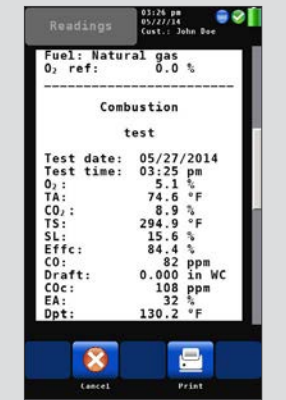 Readings
03:26 pm
05/27/14
Cust.: John Doe
Fuel: Natural gas
O₂ ref: 0.0 %
------------------------
Combustion
test
Test date: 05/27/2014
Test time: 03:25 pm
O₂: 5.1 %
TA: 74.6 °F
CO₂: 8.9 %
TS: 294.9 °F
SL: 15.6 %
Effc: 84.4 %
CO: 82 ppm
Draft: 0.000 in WC
COc: 108 ppm
EA: 32 %
Dpt: 130.2 °F
Cancel
Print